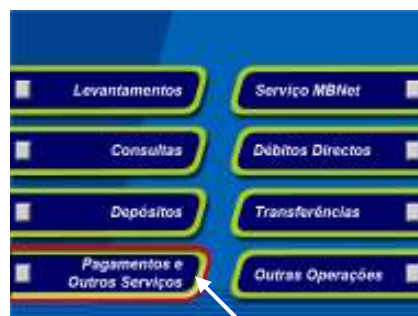 Levantamentos
Serviço MBNet
Consultas
Débitos Directos
Depósitos
Transferências
Pagamentos e
Outros Serviços
Outras Operações